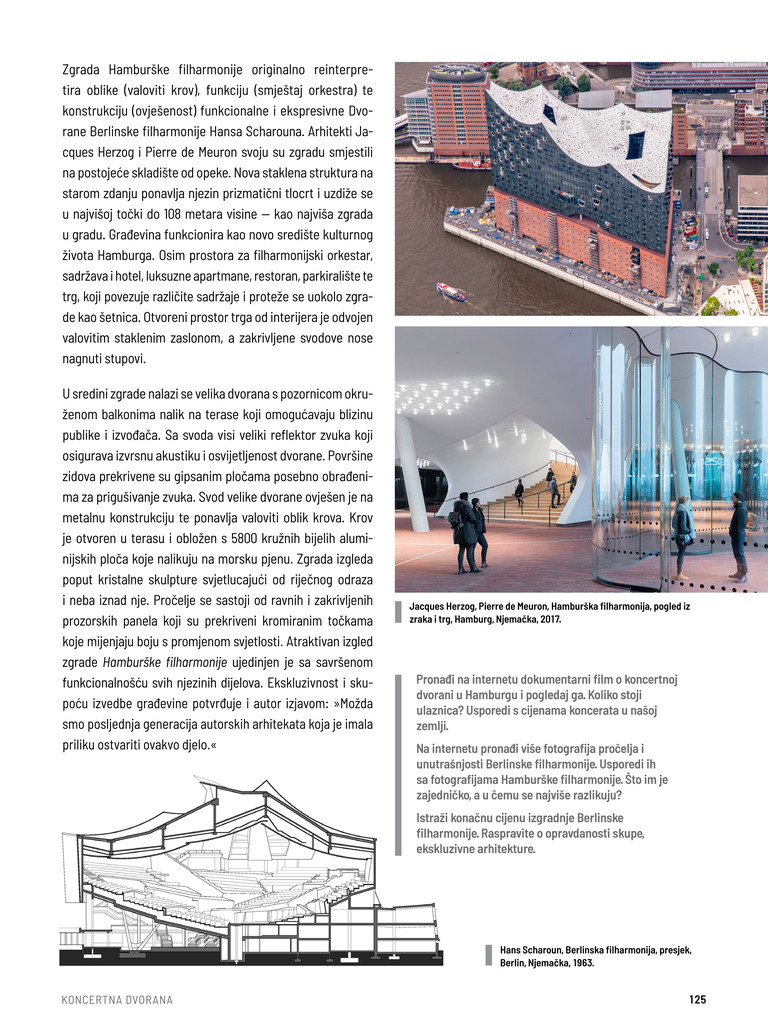 Zgrada Hamburške filharmonije originalno reinterpre-
tira oblike (valoviti krov), funkciju (smještaj orkestra) te
konstrukciju (ovješenost) funkcionalne i ekspresivne Dvo-
rane Berlinske filharmonije Hansa Scharouna. Arhitekti Ja-
cques Herzog i Pierre de Meuron svoju su zgradu smjestili
na postojeće skladište od opeke. Nova staklena struktura na
starom zdanju ponavlja njezin prizmatični tlocrt i uzdiže se
u najvišoj točki do 108 metara visine — kao najviša zgrada
u gradu. Građevina funkcionira kao novo središte kulturnog
života Hamburga. Osim prostora za filharmonijski orkestar,
sadržava i hotel, luksuzne apartmane, restoran, parkiralište te
trg, koji povezuje različite sadržaje i proteže se uokolo zgra-
de kao šetnica. Otvoreni prostor trga od interijera je odvojen
valovitim staklenim zaslonom, a zakrivljene svodove nose
nagnuti stupovi.
U sredini zgrade nalazi se velika dvorana s pozornicom okru-
ženom balkonima nalik na terase koji omogućavaju blizinu
publike i izvođača. Sa svoda visi veliki reflektor zvuka koji
osigurava izvrsnu akustiku i osvijetljenost dvorane. Površine
zidova prekrivene su gipsanim pločama posebno obrađeni-
ma za prigušivanje zvuka. Svod velike dvorane ovješen je na
metalnu konstrukciju te ponavlja valoviti oblik krova. Krov
je otvoren u terasu i obložen s 5800 kružnih bijelih alumi-
nijskih ploča koje nalikuju na morsku pjenu. Zgrada izgleda
poput kristalne skulpture svjetlucajući od riječnog odraza
i neba iznad nje. Pročelje se sastoji od ravnih i zakrivljenih
prozorskih panela koji su prekriveni kromiranim točkama
koje mijenjaju boju s promjenom svjetlosti. Atraktivan izgled
zgrade Hamburške filharmonije ujedinjen je sa savršenom
funkcionalnošću svih njezinih dijelova. Ekskluzivnost i sku-
poću izvedbe građevine potvrđuje i autor izjavom: »Možda
smo posljednja generacija autorskih arhitekata koja je imala
priliku ostvariti ovakvo djelo.«
Jacques Herzog, Pierre de Meuron, Hamburška filharmonija, pogled iz
zraka i trg, Hamburg, Njemačka, 2017.
Pronađi na internetu dokumentarni film o koncertnoj
dvorani u Hamburgu i pogledaj ga. Koliko stoji
ulaznica? Usporedi s cijenama koncerata u našoj
zemlji.
Na internetu pronađi više fotografija pročelja i
unutrašnjosti Berlinske filharmonije. Usporedi ih
sa fotografijama Hamburške filharmonije. Što im je
zajedničko, a u čemu se najviše razlikuju?
Istraži konačnu cijenu izgradnje Berlinske
filharmonije. Raspravite o opravdanosti skupe,
ekskluzivne arhitekture.
Hans Scharoun, Berlinska filharmonija, presjek,
Berlin, Njemačka, 1963.
KONCERTNA DVORANA
125